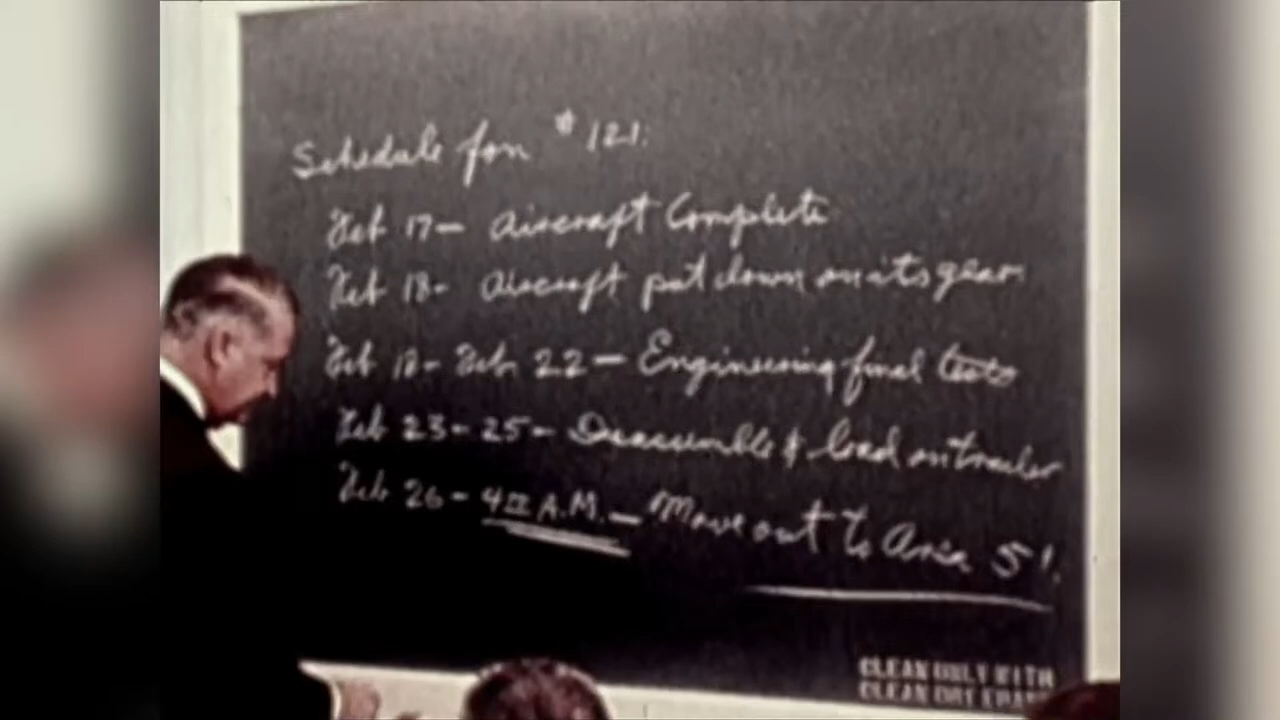 Schedule for #121:
Feb 17- Aircraft Complete
Feb 18- Aircraft put down on its gear
Feb 18- Feb 22- Engineering final tests
Feb 23-25- Disassemble & load on trailer
Feb 26- 4:00 A.M. - Move out to Area 51.
CLEAN ONLY WITH
CLEAN DRY ERASER